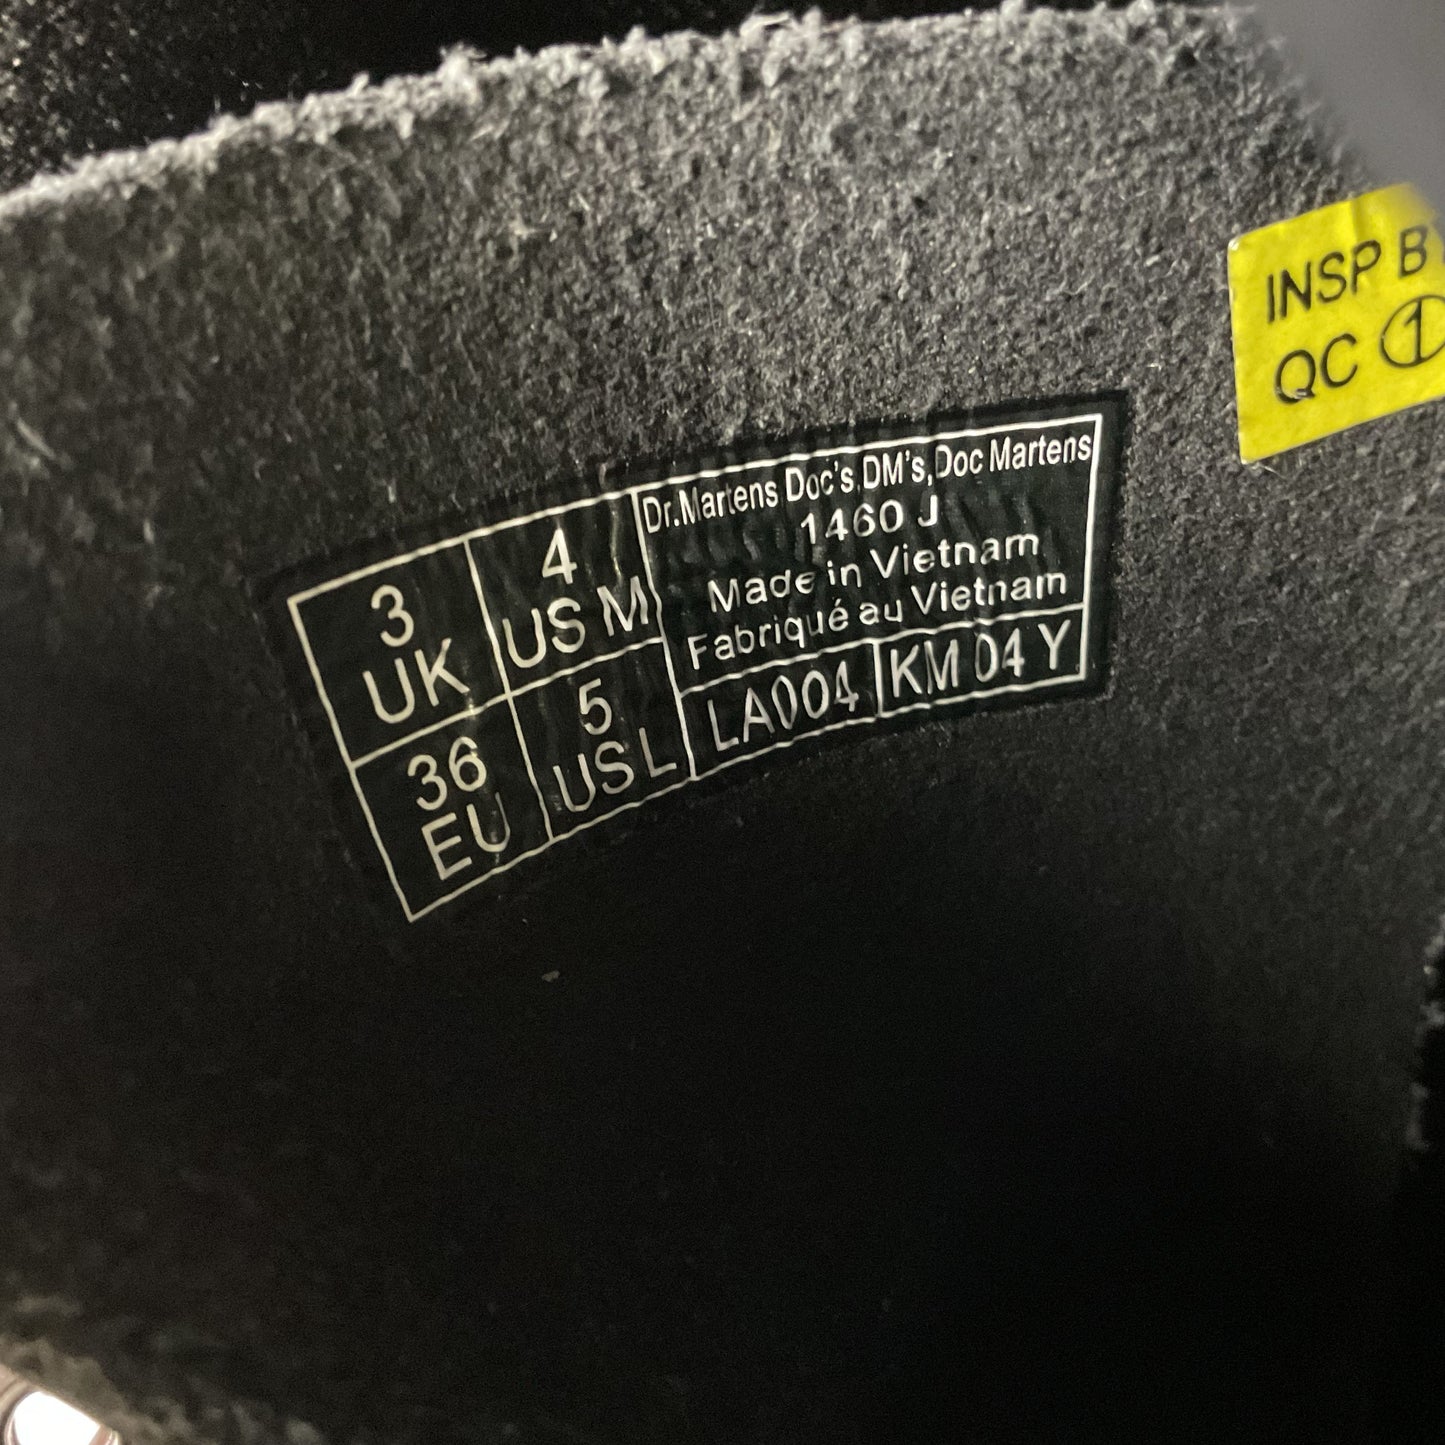 3
UK
4
US M
36
EU
5
US L
Dr.Martens Doc's,DM's,Doc Martens
1460 J
Made in Vietnam
Fabriqué au Vietnam
LA004
KM 04 Y
INSP B
QC ①